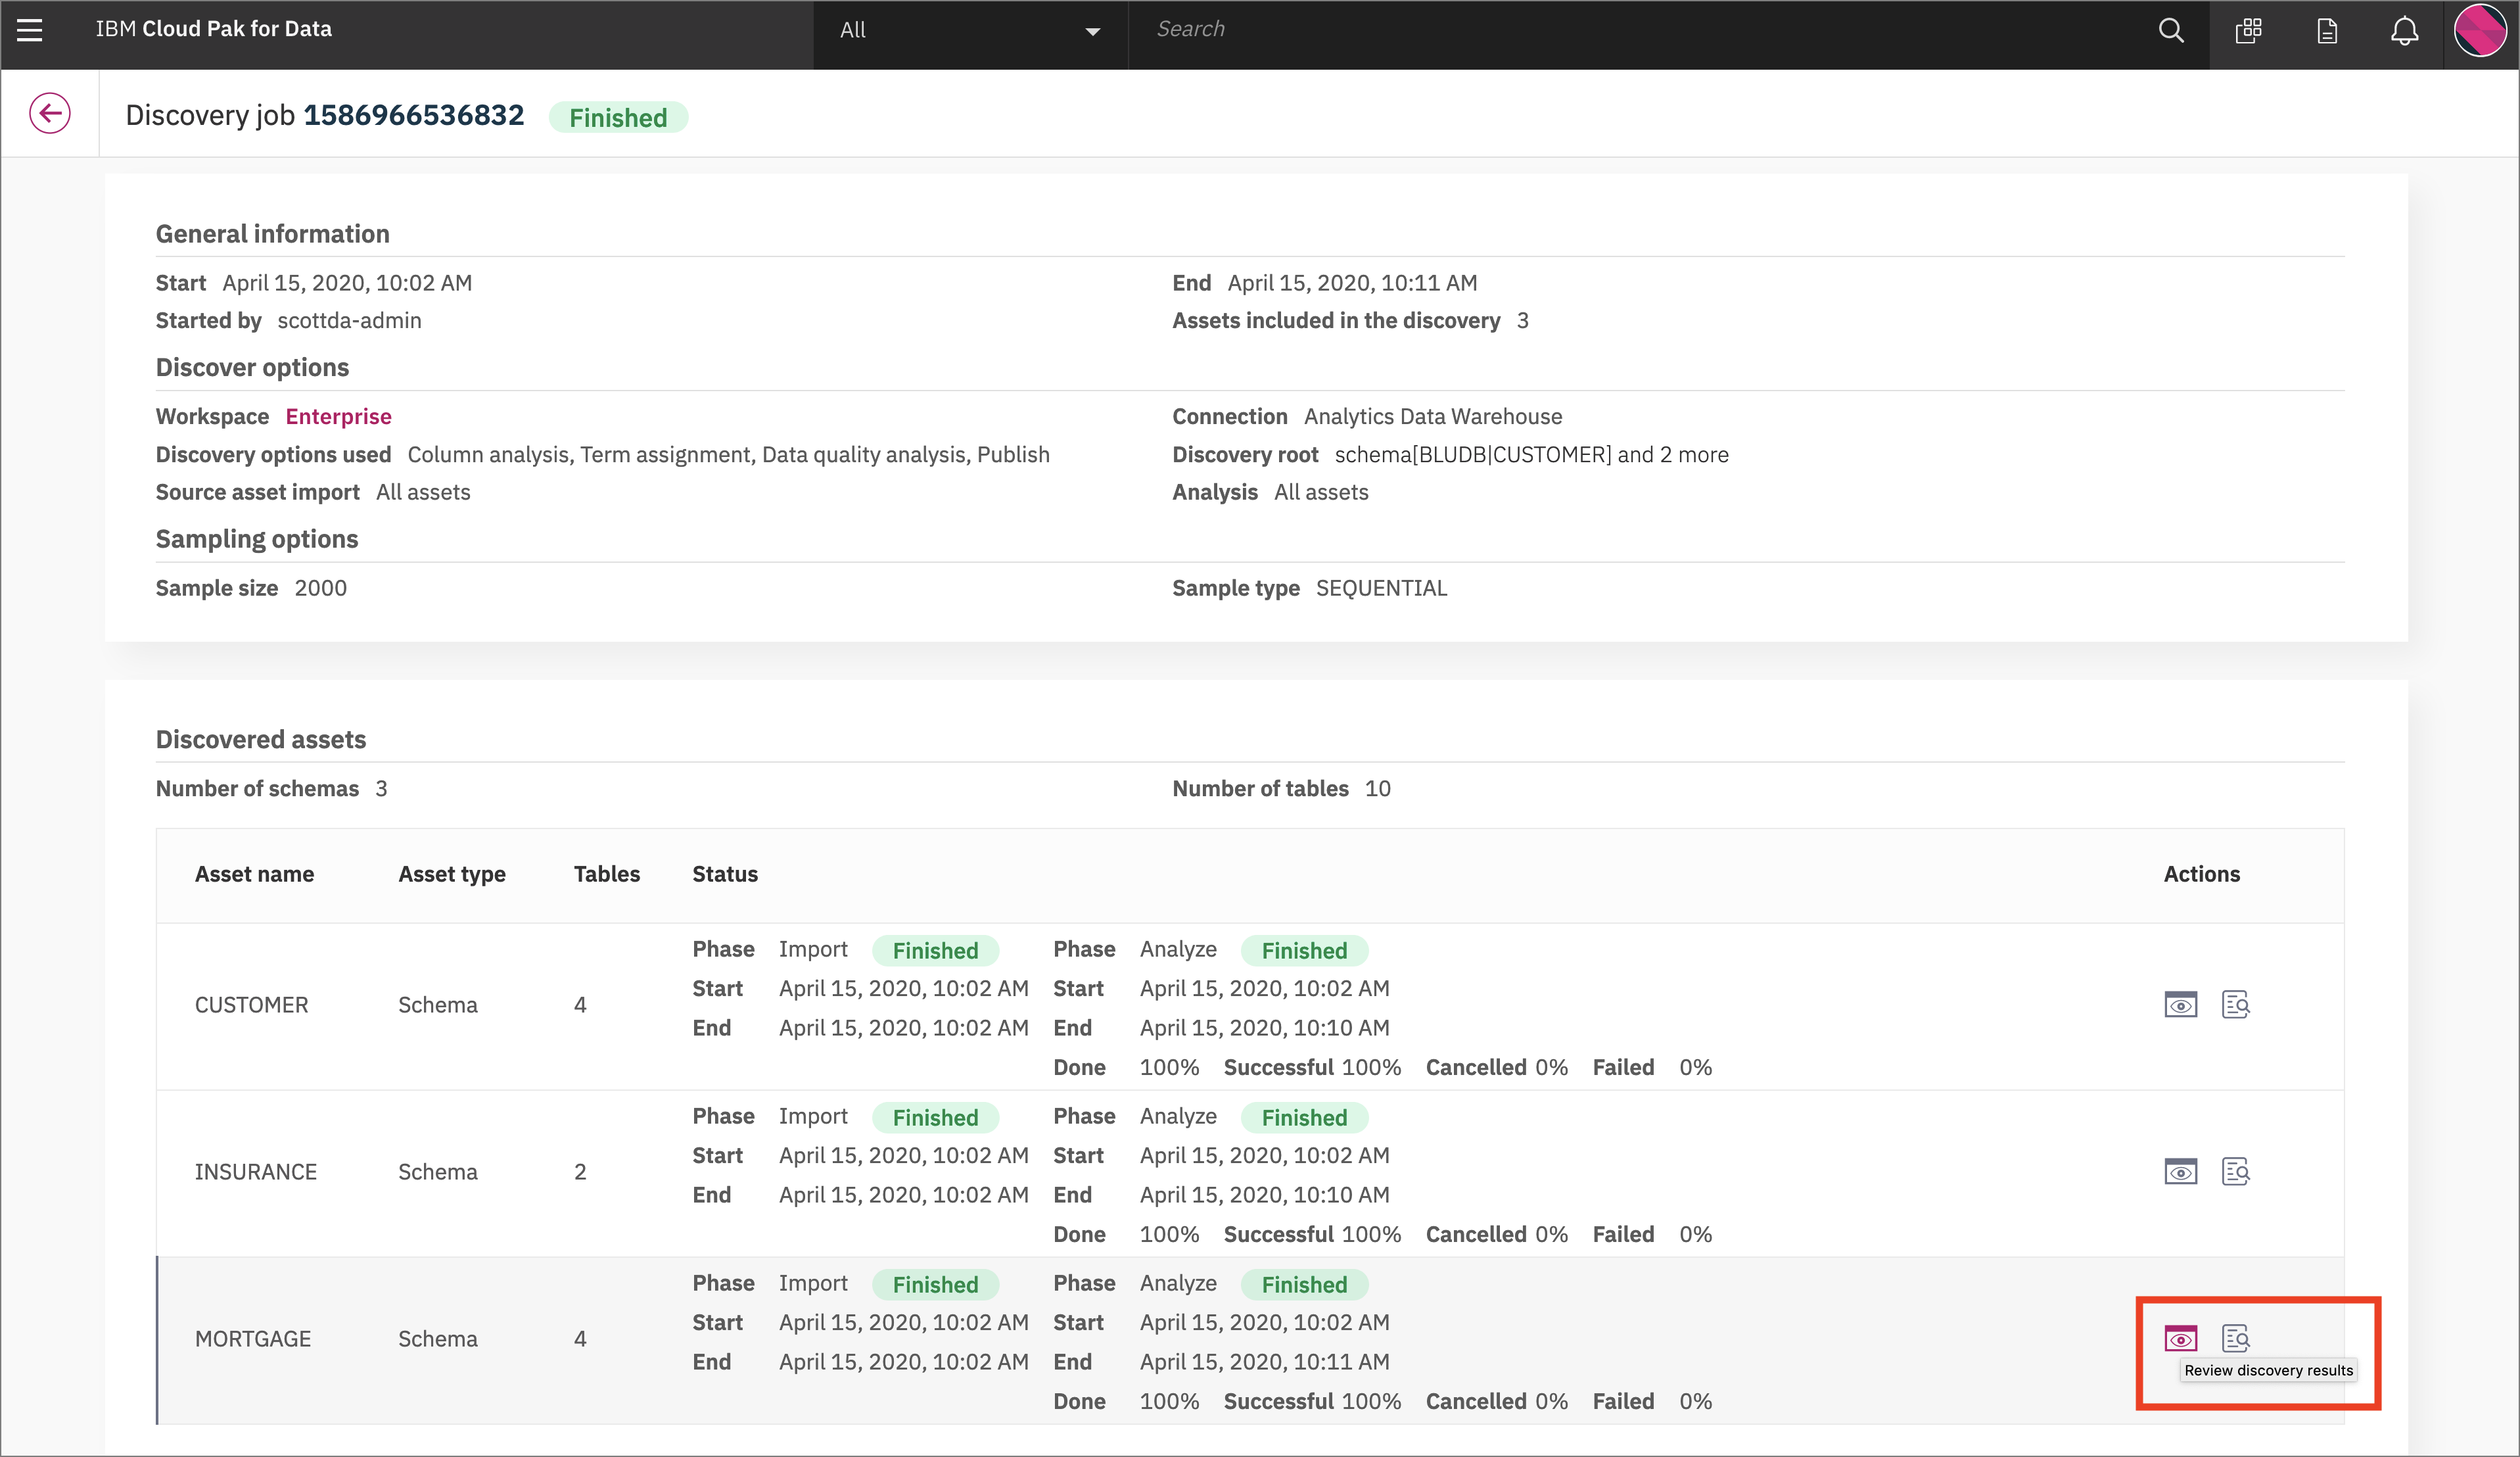 IBM Cloud Pak for Data
All
Search
Discovery job 1586966536832 Finished
General information
Start April 15, 2020, 10:02 AM
End April 15, 2020, 10:11 AM
Started by scottda-admin
Assets included in the discovery 3
Discover options
Workspace Enterprise
Connection Analytics Data Warehouse
Discovery options used Column analysis, Term assignment, Data quality analysis, Publish
Discovery root schema[BLUDB|CUSTOMER] and 2 more
Source asset import All assets
Analysis All assets
Sampling options
Sample size 2000
Sample type SEQUENTIAL
Discovered assets
Number of schemas 3
Number of tables 10
Asset name Asset type Tables Status Actions
CUSTOMER Schema 4
Phase Import Finished Phase Analyze Finished
Start April 15, 2020, 10:02 AM Start April 15, 2020, 10:02 AM
End April 15, 2020, 10:02 AM End April 15, 2020, 10:10 AM
Done 100% Successful 100% Cancelled 0% Failed 0%
INSURANCE Schema 2
Phase Import Finished Phase Analyze Finished
Start April 15, 2020, 10:02 AM Start April 15, 2020, 10:02 AM
End April 15, 2020, 10:02 AM End April 15, 2020, 10:10 AM
Done 100% Successful 100% Cancelled 0% Failed 0%
MORTGAGE Schema 4
Phase Import Finished Phase Analyze Finished
Start April 15, 2020, 10:02 AM Start April 15, 2020, 10:02 AM
End April 15, 2020, 10:02 AM End April 15, 2020, 10:11 AM
Done 100% Successful 100% Cancelled 0% Failed 0%
Review discovery results